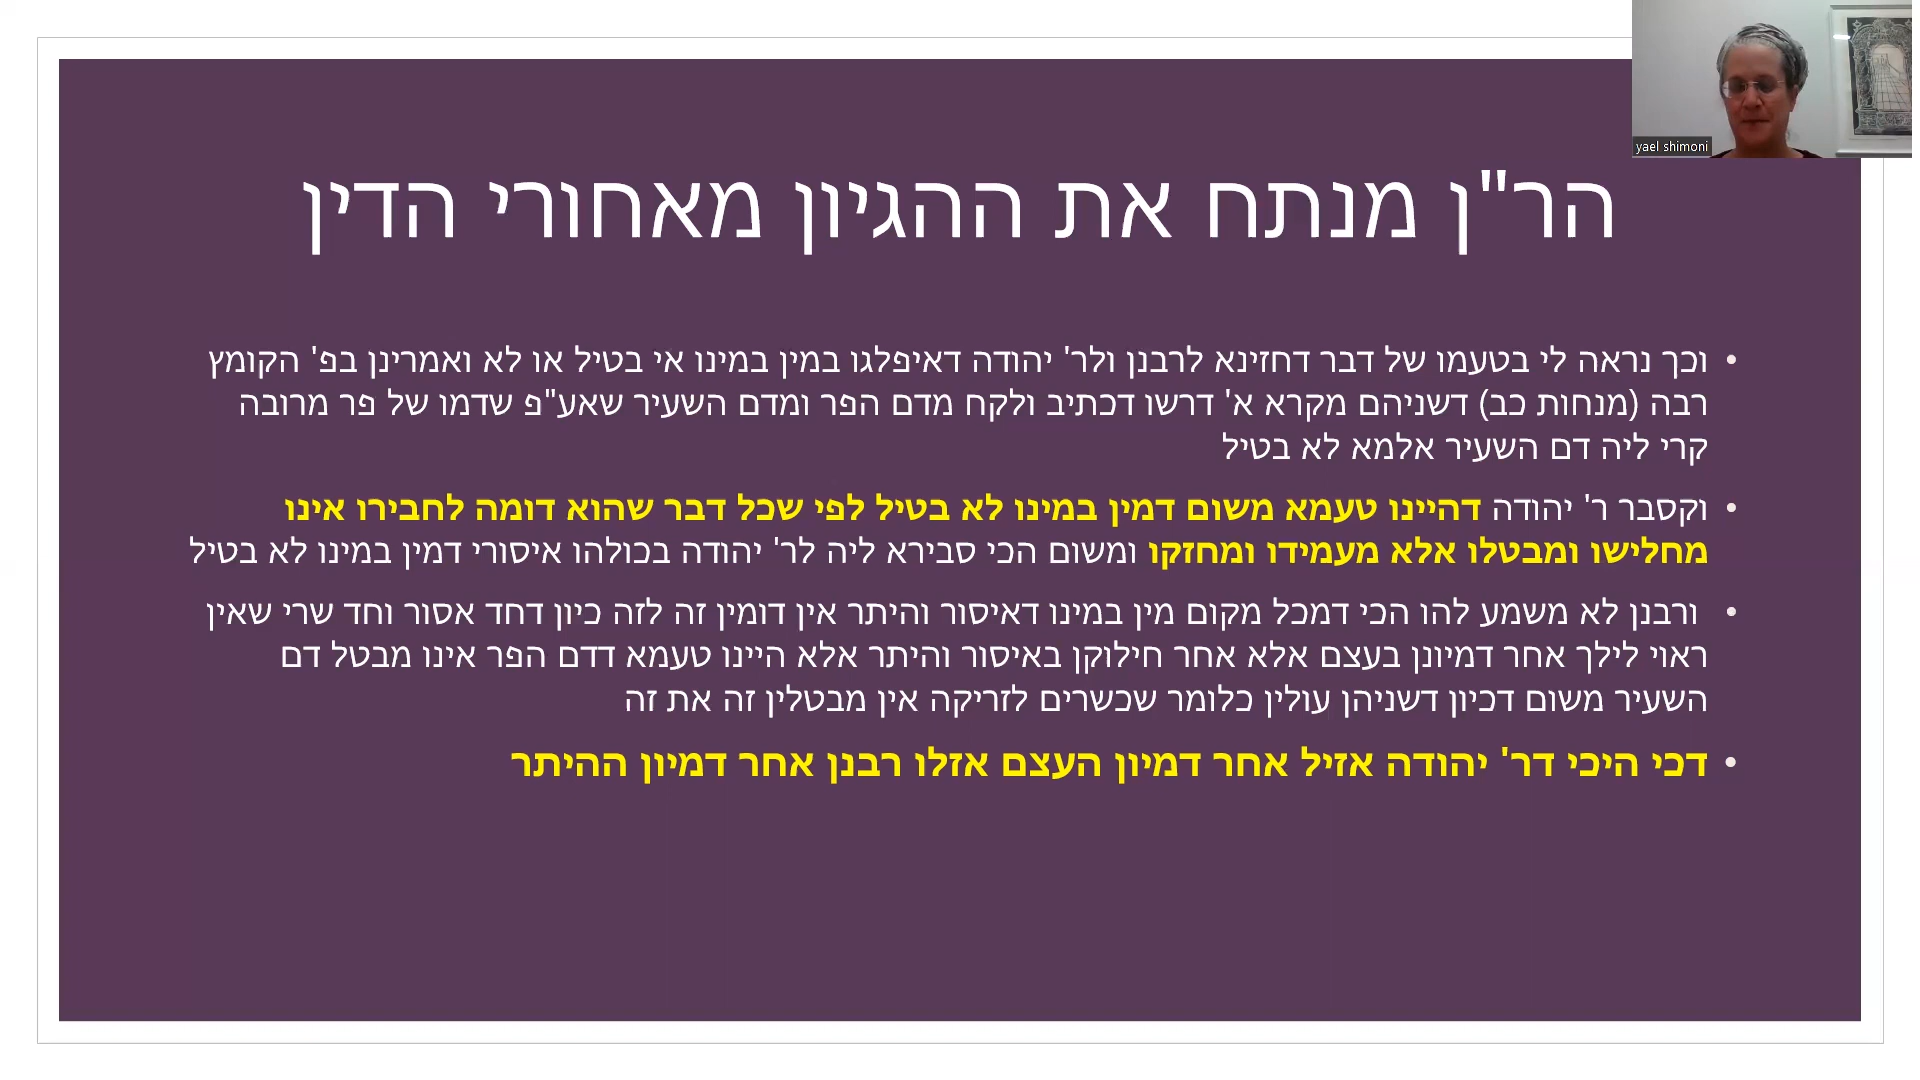 yael shimoni
הר"ן מנתח את ההגיון מאחורי הדין
• וכך נראה לי בטעמו של דבר דחזינא לרבנן ולר' יהודה דאיפלגו במין במינו אי בטיל או לא ואמרינן בפ' הקומץ
רבה (מנחות כב) דשניהם מקרא א' דרשו דכתיב ולקח מדם הפר ומדם השעיר שאע"פ שדמו של פר מרובה
קרי ליה דם השעיר אלמא לא בטיל
• וקסבר ר' יהודה דהיינו טעמא משום דמין במינו לא בטיל לפי שכל דבר שהוא דומה לחבירו אינו
מחלישו ומבטלו אלא מעמידו ומחזקו ומשום הכי סבירא ליה לר' יהודה בכולהו איסורי דמין במינו לא בטיל
• ורבנן לא משמע להו הכי דמכל מקום מין במינו דאיסור והיתר אין דומין זה לזה כיון דחד אסור וחד שרי שאין
ראוי לילך אחר דמיונן בעצם אלא אחר חילוקן באיסור והיתר אלא היינו טעמא דדם הפר אינו מבטל דם
השעיר משום דכיון דשניהן עולין כלומר שכשרים לזריקה אין מבטלין זה את זה
• דכי היכי דר' יהודה אזיל אחר דמיון העצם אזלו רבנן אחר דמיון ההיתר